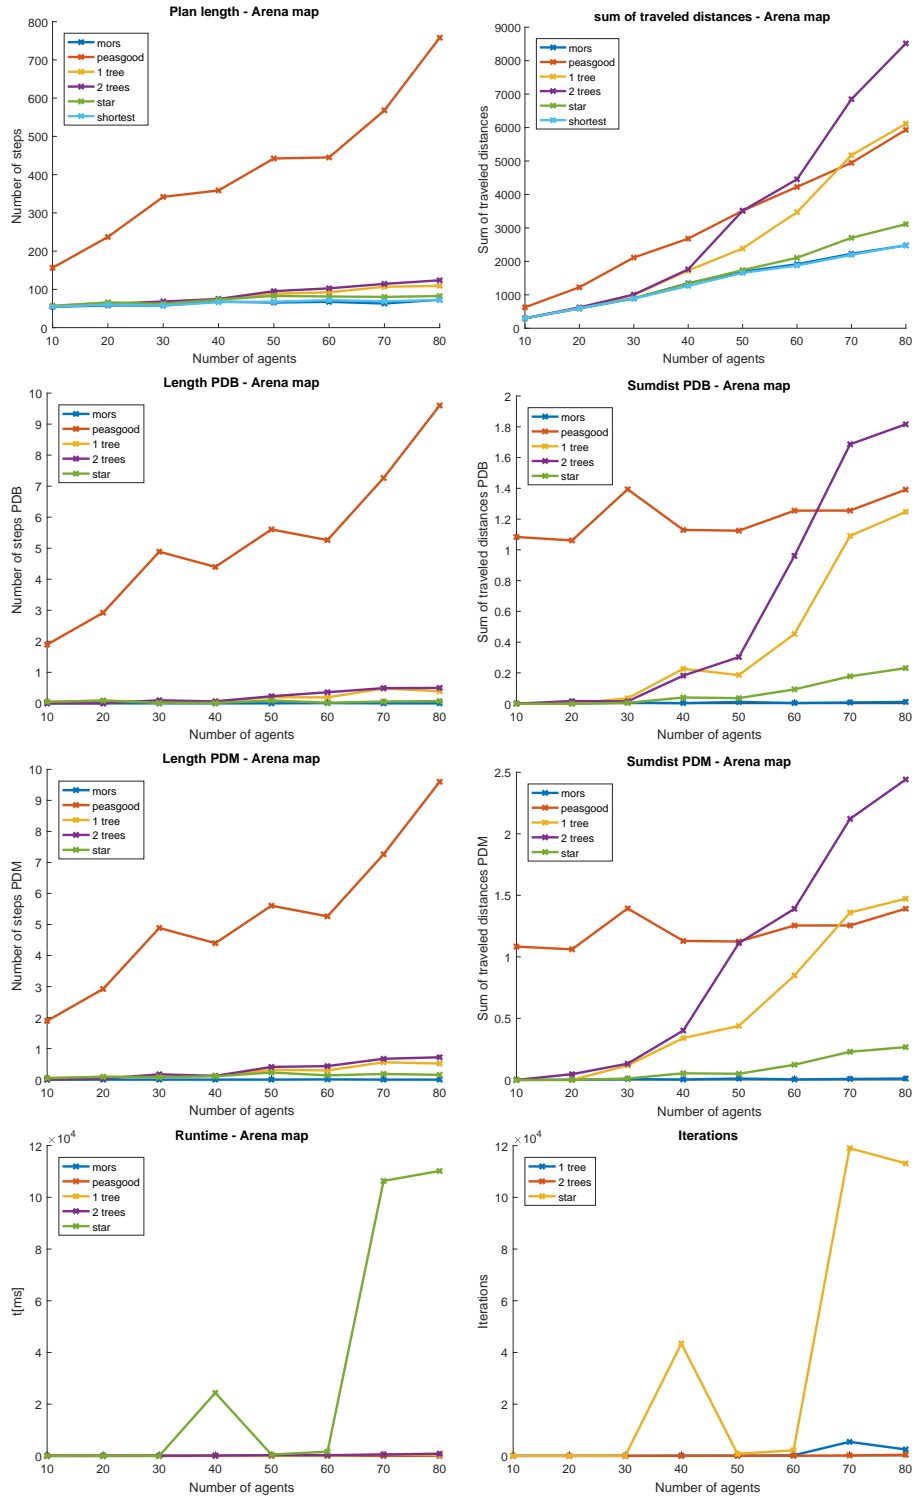 Plan length - Arena map
800
700
600
500
400
300
200
100
0
Number of steps
mors
peasgood
1 tree
2 trees
star
shortest
10 20 30 40 50 60 70 80
Number of agents
sum of traveled distances - Arena map
9000
8000
7000
6000
5000
4000
3000
2000
1000
0
Sum of traveled distances
mors
peasgood
1 tree
2 trees
star
shortest
10 20 30 40 50 60 70 80
Number of agents
Length PDB - Arena map
10
9
8
7
6
5
4
3
2
1
0
Number of steps PDB
mors
peasgood
1 tree
2 trees
star
10 20 30 40 50 60 70 80
Number of agents
Sumdist PDB - Arena map
2
1.8
1.6
1.4
1.2
1
0.8
0.6
0.4
0.2
0
Sum of traveled distances PDB
mors
peasgood
1 tree
2 trees
star
10 20 30 40 50 60 70 80
Number of agents
Length PDM - Arena map
10
9
8
7
6
5
4
3
2
1
0
Number of steps PDM
mors
peasgood
1 tree
2 trees
star
10 20 30 40 50 60 70 80
Number of agents
Sumdist PDM - Arena map
2.5
2
1.5
1
0.5
0
Sum of traveled distances PDM
mors
peasgood
1 tree
2 trees
star
10 20 30 40 50 60 70 80
Number of agents
Runtime - Arena map
×10⁴
12
10
8
6
4
2
0
t[ms]
mors
peasgood
1 tree
2 trees
star
10 20 30 40 50 60 70 80
Number of agents
Iterations
×10⁴
12
10
8
6
4
2
0
Iterations
1 tree
2 trees
star
10 20 30 40 50 60 70 80
Number of agents